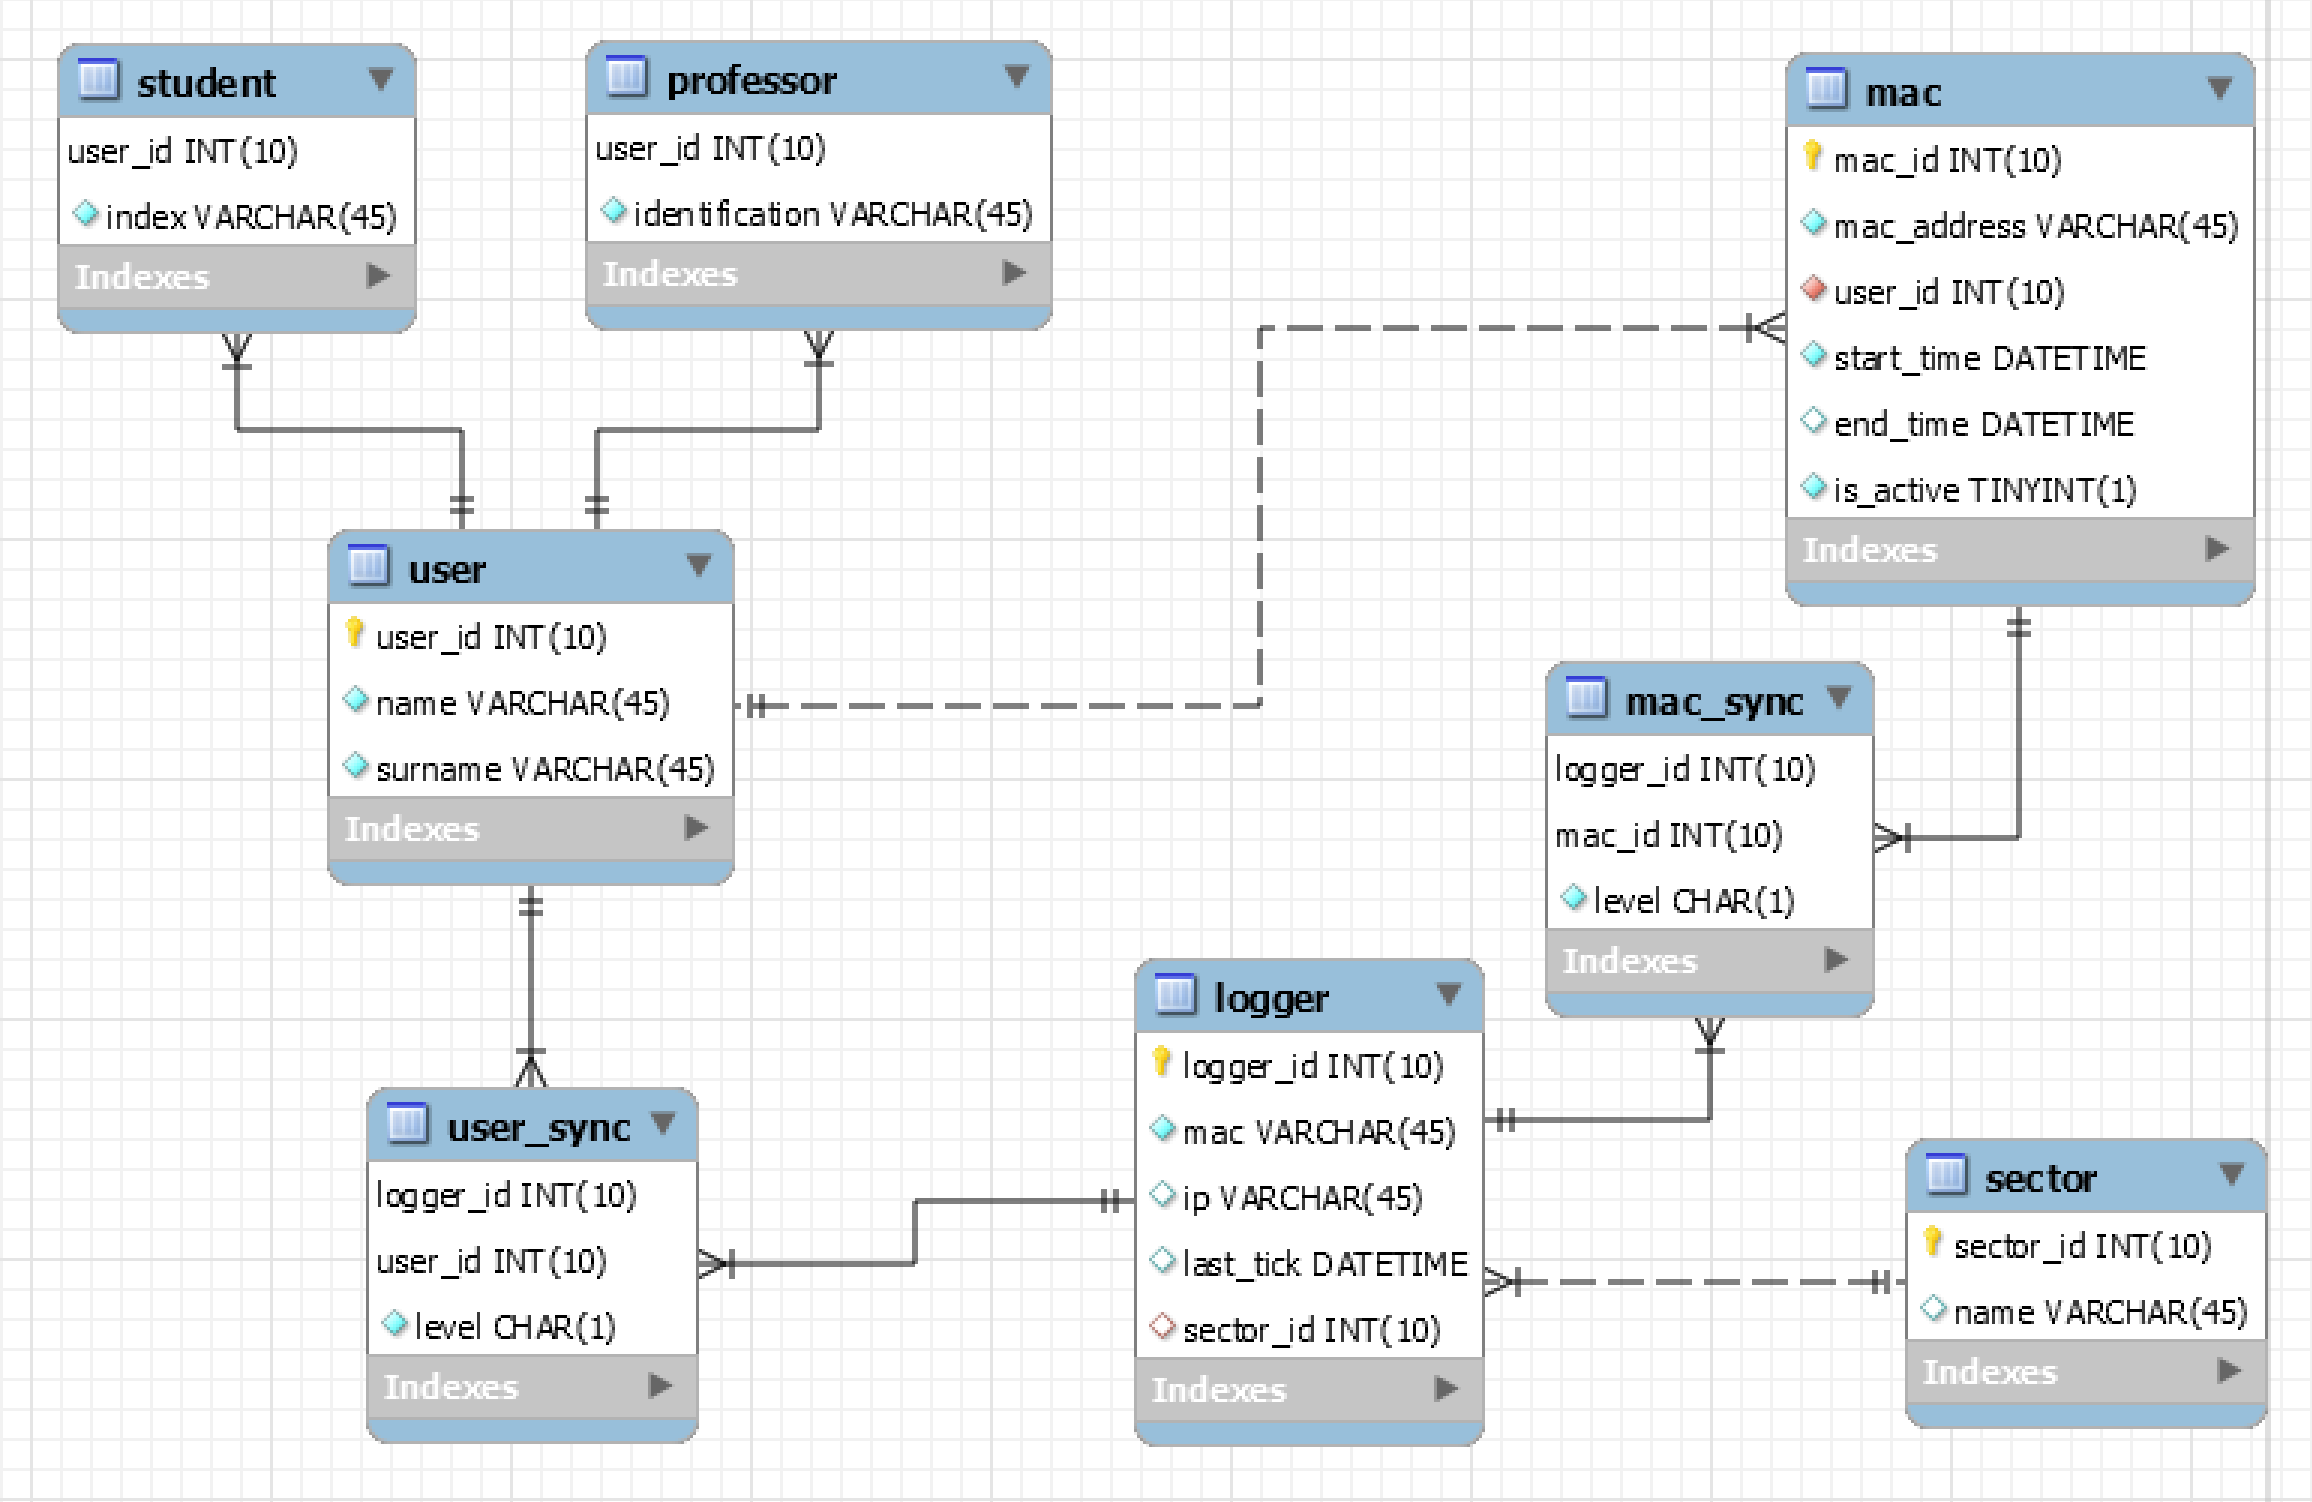 student
user_id INT(10)
index VARCHAR(45)
Indexes
professor
user_id INT(10)
identification VARCHAR(45)
Indexes
mac
mac_id INT(10)
mac_address VARCHAR(45)
user_id INT(10)
start_time DATETIME
end_time DATETIME
is_active TINYINT(1)
Indexes
user
user_id INT(10)
name VARCHAR(45)
surname VARCHAR(45)
Indexes
mac_sync
logger_id INT(10)
mac_id INT(10)
level CHAR(1)
Indexes
user_sync
logger_id INT(10)
user_id INT(10)
level CHAR(1)
Indexes
logger
logger_id INT(10)
mac VARCHAR(45)
ip VARCHAR(45)
last_tick DATETIME
sector_id INT(10)
Indexes
sector
sector_id INT(10)
name VARCHAR(45)
Indexes